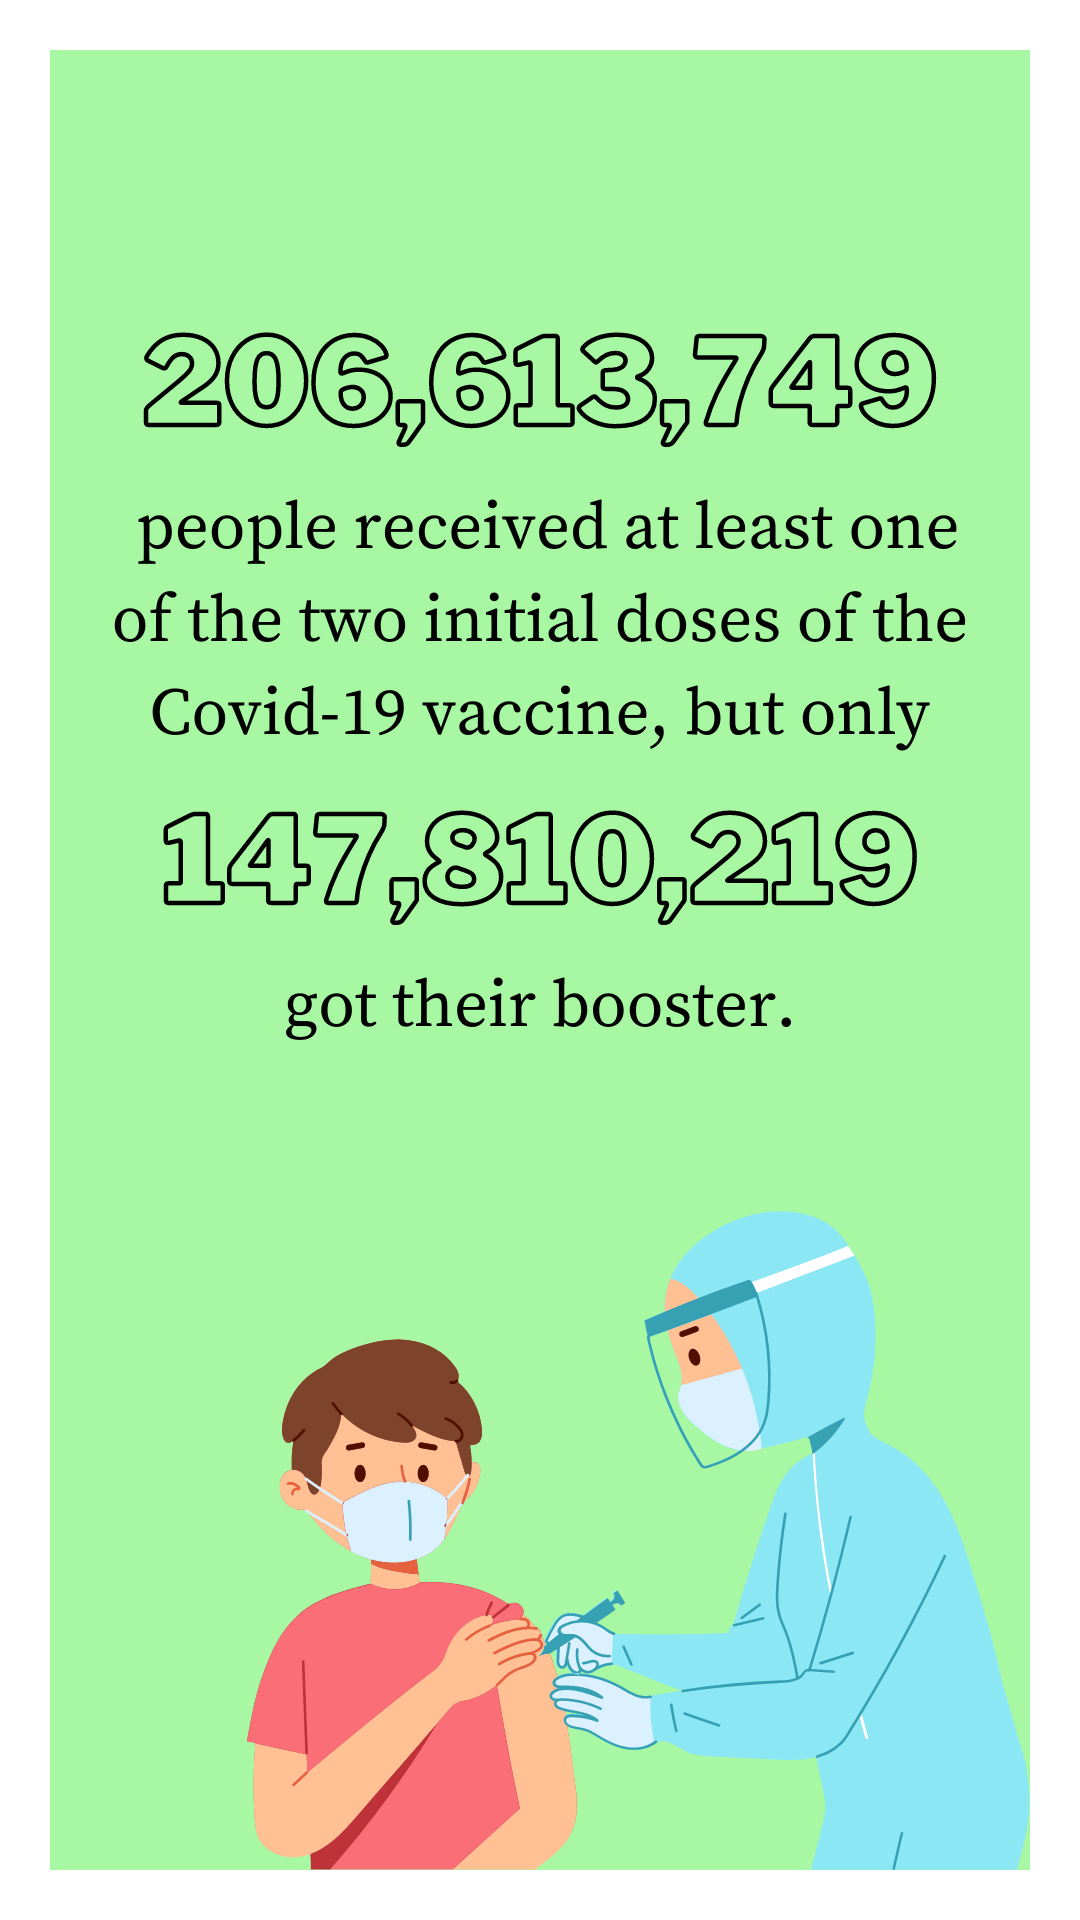 206,613,749
people received at least one
of the two initial doses of the
Covid-19 vaccine, but only
147,810,219
got their booster.